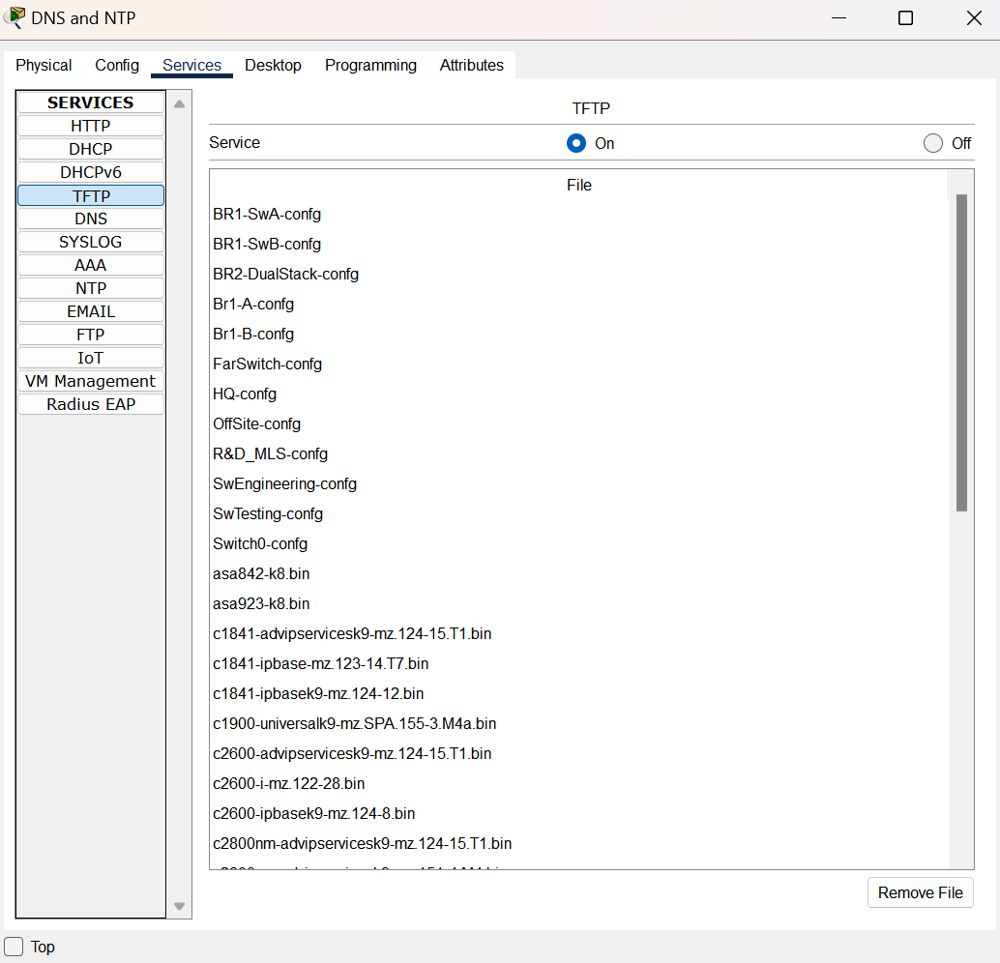 DNS and NTP
Physical Config Services Desktop Programming Attributes
SERVICES
HTTP
DHCP
DHCPv6
TFTP
DNS
SYSLOG
AAA
NTP
EMAIL
FTP
IoT
VM Management
Radius EAP
TFTP
Service On Off
File
BR1-SwA-confg
BR1-SwB-confg
BR2-DualStack-confg
Br1-A-confg
Br1-B-confg
FarSwitch-confg
HQ-confg
OffSite-confg
R&D_MLS-confg
SwEngineering-confg
SwTesting-confg
Switch0-confg
asa842-k8.bin
asa923-k8.bin
c1841-advipservicesk9-mz.124-15.T1.bin
c1841-ipbase-mz.123-14.T7.bin
c1841-ipbasek9-mz.124-12.bin
c1900-universalk9-mz.SPA.155-3.M4a.bin
c2600-advipservicesk9-mz.124-15.T1.bin
c2600-i-mz.122-28.bin
c2600-ipbasek9-mz.124-8.bin
c2800nm-advipservicesk9-mz.124-15.T1.bin
Remove File
Top